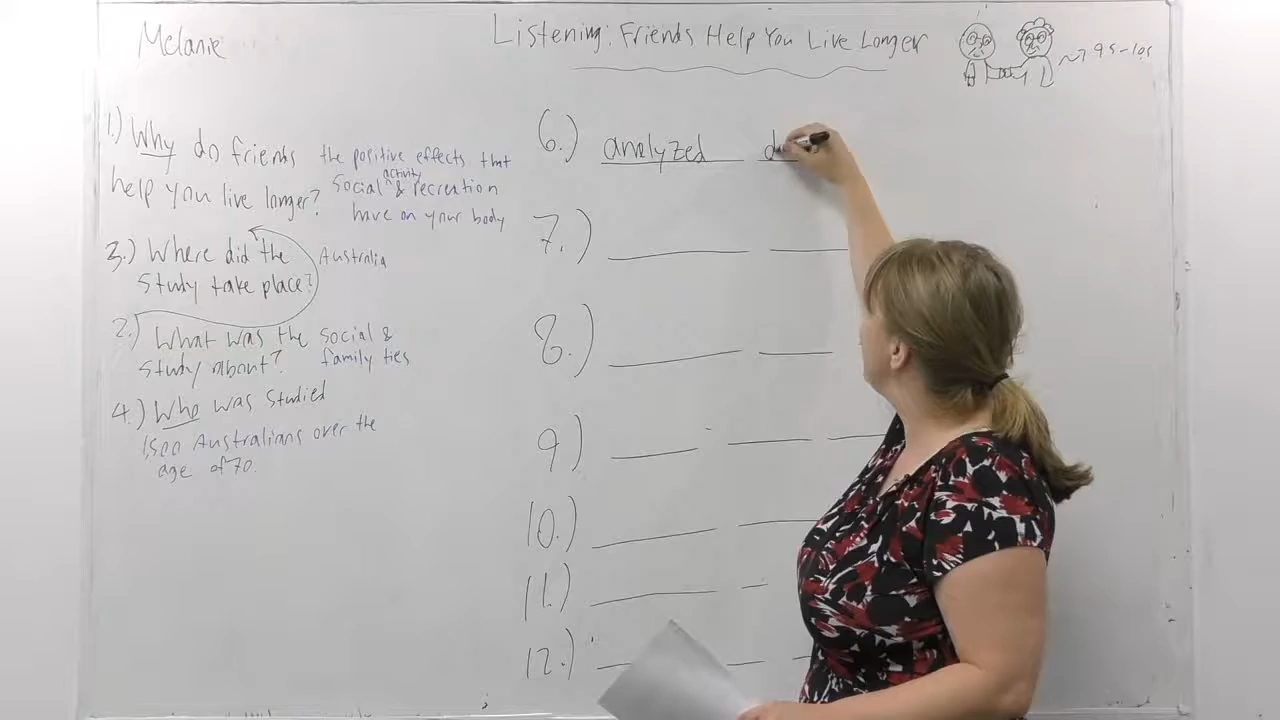 Melanie
Listening: Friends Help You Live Longer
95-105
1.) Why do friends
help you live longer?
the positive effects that
activity
Social & recreation
have on your body
3.) Where did the
Study take place?
Australia
2.) What was the
Study about?
Social &
family ties
4.) Who was Studied
1,500 Australians over the
age of 70.
6.) analyzed
7.)
8.)
9)
10.)
11.)
12.)